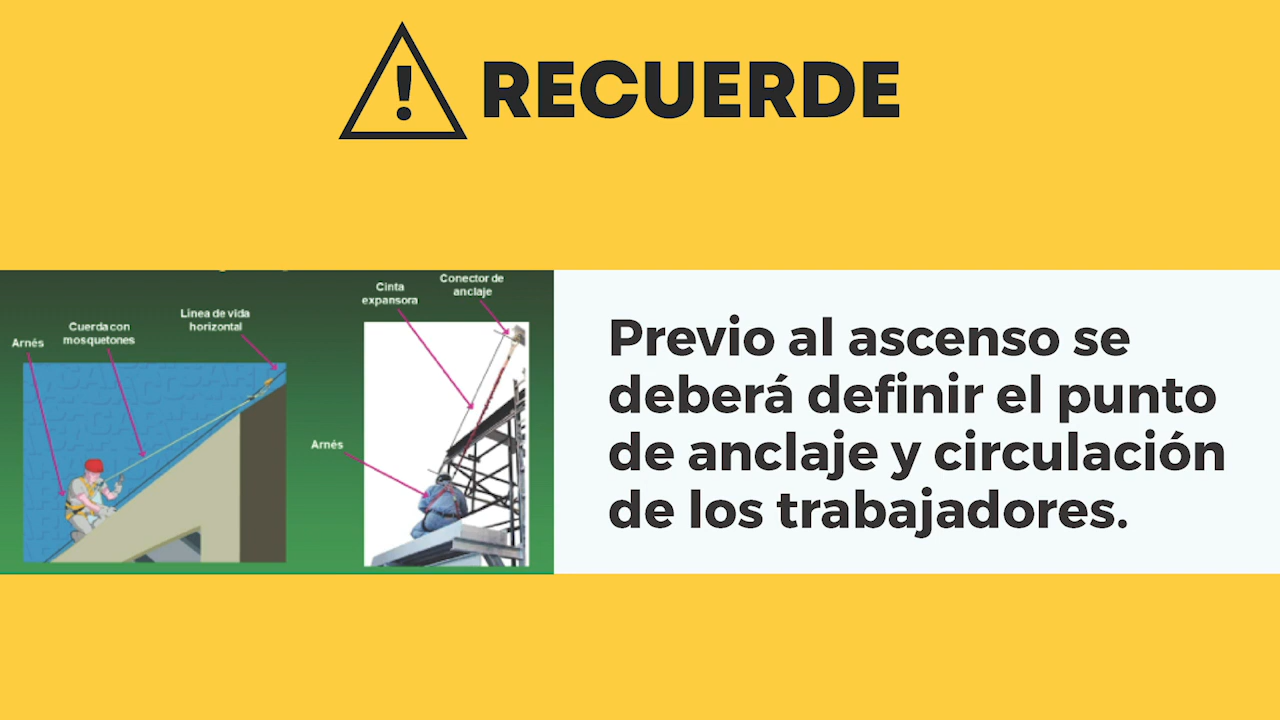 RECUERDE
Conector de
anclaje
Cinta
expansora
Línea de vida
horizontal
Cuerda con
mosquetones
Arnés
Arnés
Previo al ascenso se
deberá definir el punto
de anclaje y circulación
de los trabajadores.